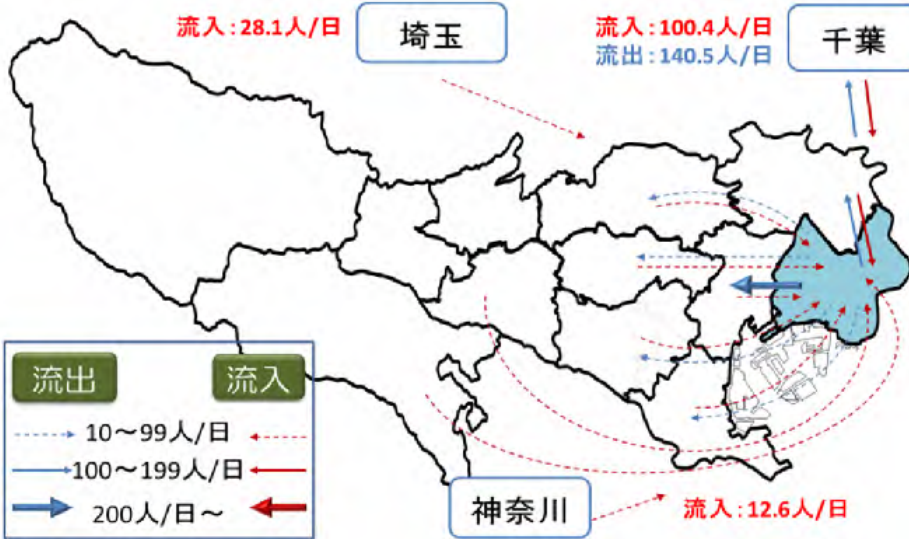 流入:28.1人/日
埼玉
流入:100.4人/日
流出:140.5人/日
千葉
流出
流入
10～99人/日
100～199人/日
200人/日～
神奈川
流入:12.6人/日